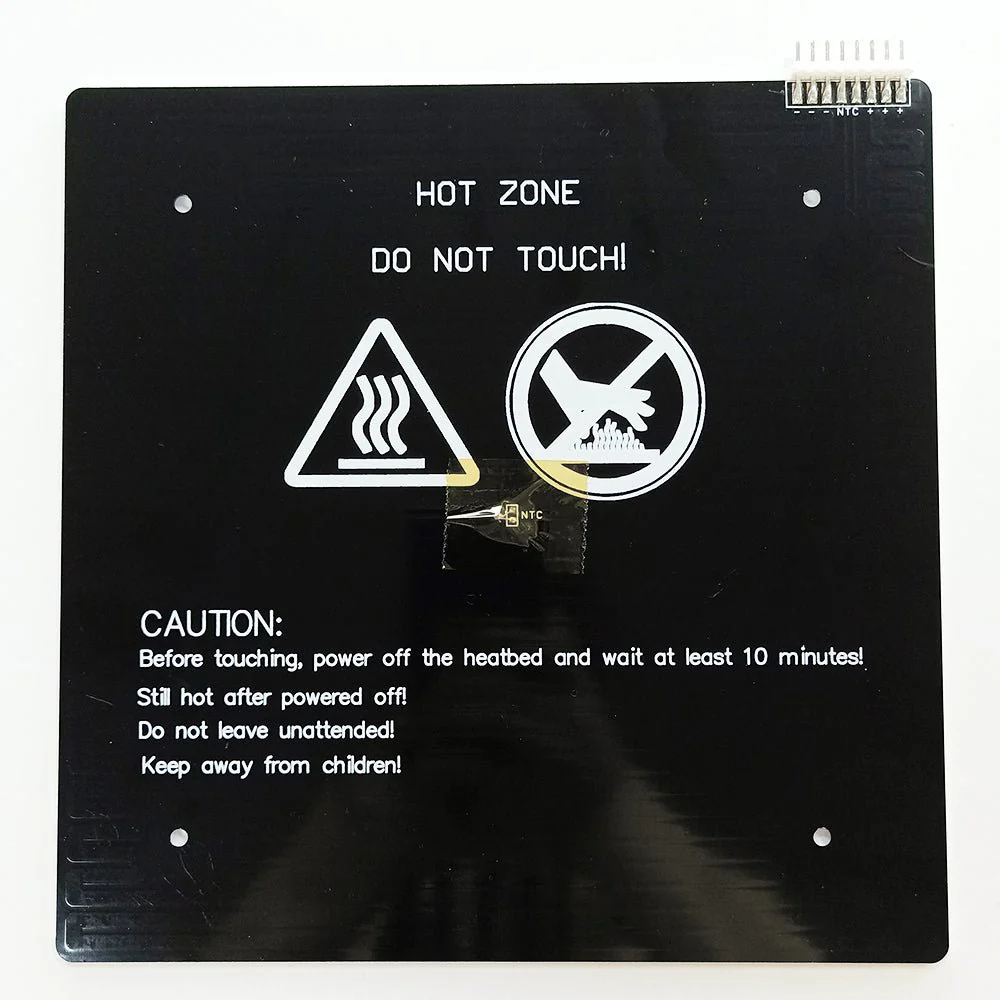 - - - NTC + + +
HOT ZONE
DO NOT TOUCH!
NTC
CAUTION:
Before touching, power off the heatbed and wait at least 10 minutes!
Still hot after powered off!
Do not leave unattended!
Keep away from children!